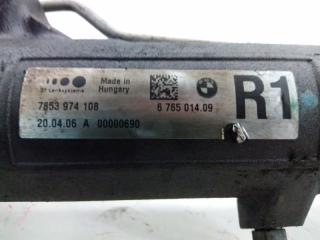 ZF Lenksysteme
Made in
Hungary
7853 974 108
6 765 014.09
R1
20.04.06 A 00000690